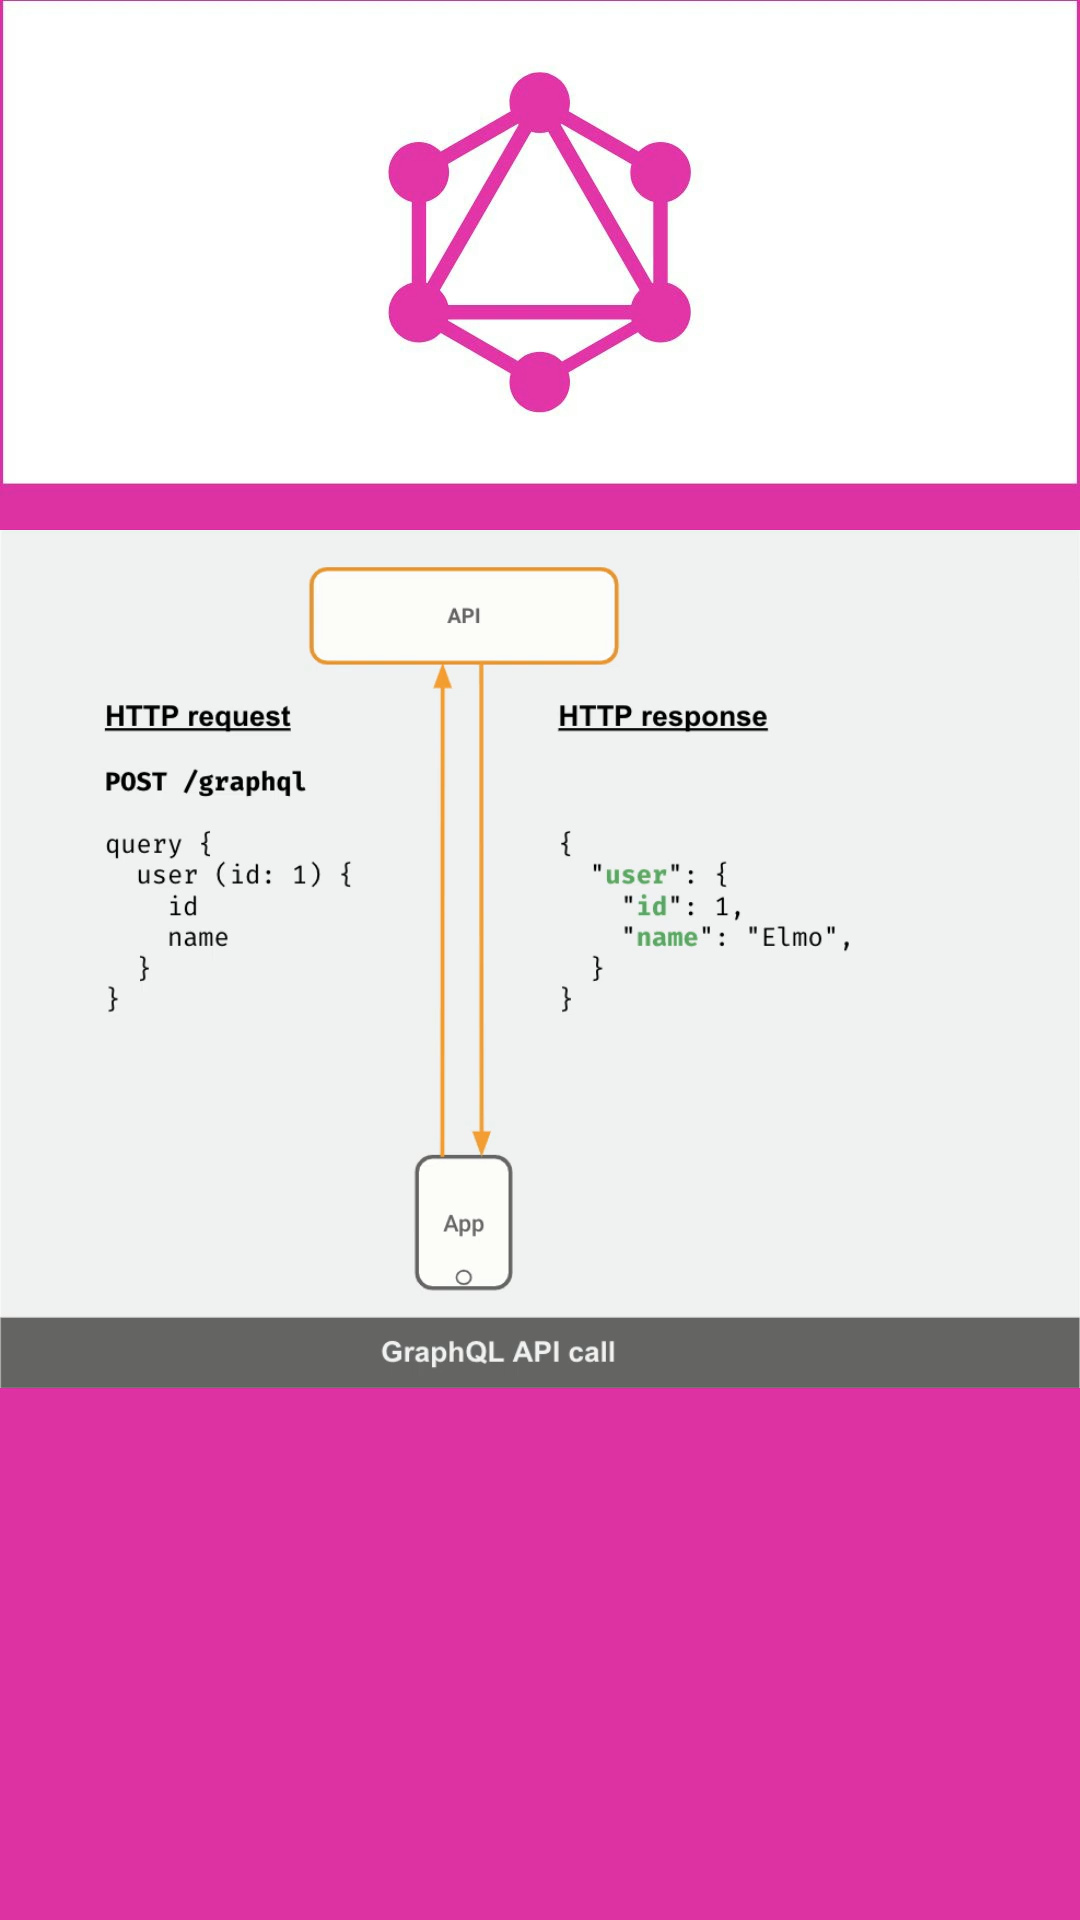 API
HTTP request
POST /graphql
query {
  user (id: 1) {
    id
    name
  }
}
HTTP response
{
  "user": {
    "id": 1,
    "name": "Elmo",
  }
}
App
GraphQL API call